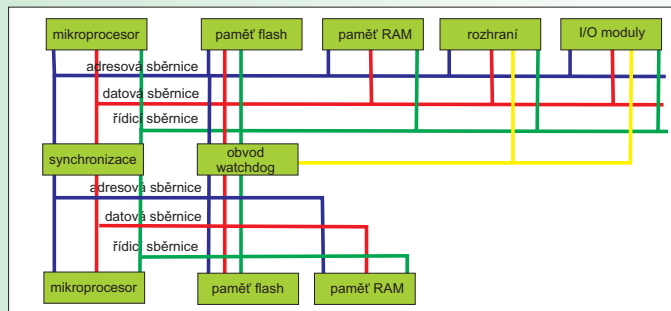 mikroprocesor
paměť flash
paměť RAM
rozhraní
I/O moduly
adresová sběrnice
datová sběrnice
řídicí sběrnice
synchronizace
obvod
watchdog
adresová sběrnice
datová sběrnice
řídicí sběrnice
mikroprocesor
paměť flash
paměť RAM